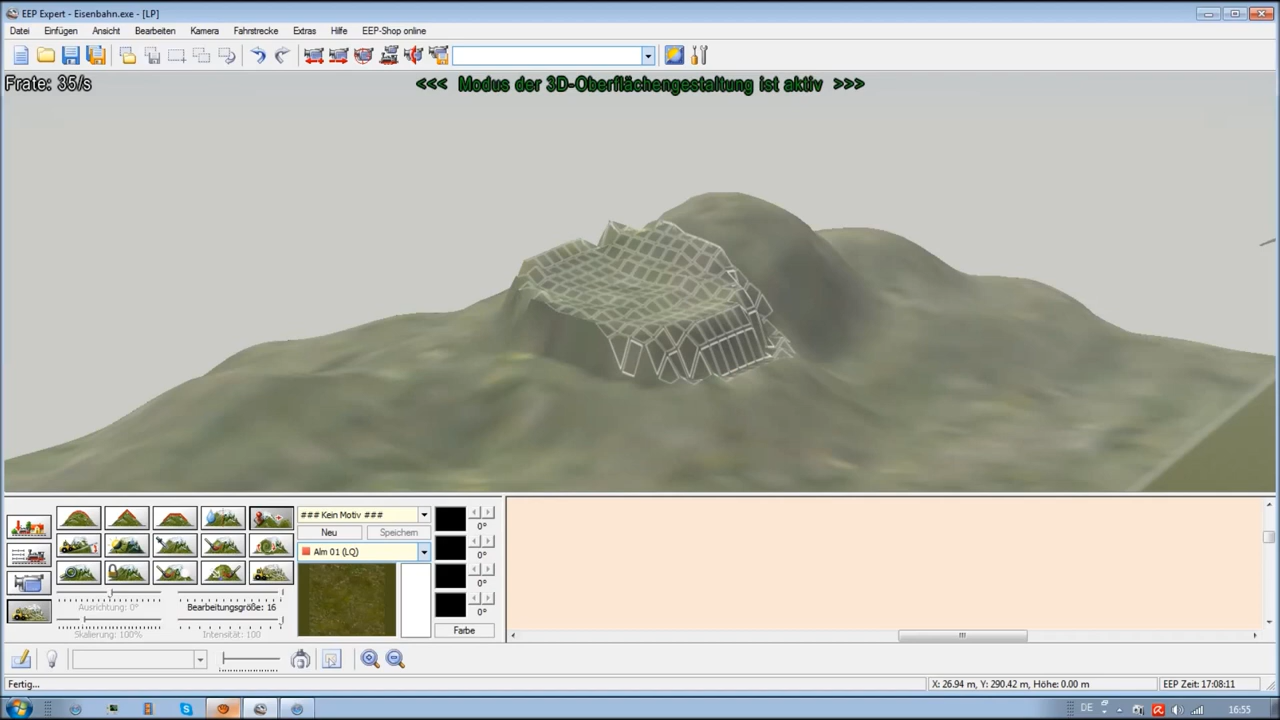 EEP Expert - Eisenbahn.exe - [LP]
Datei Einfügen Ansicht Bearbeiten Kamera Fahrstrecke Extras Hilfe EEP-Shop online
Frate: 35/s
<<< Modus der 3D-Oberflächengestaltung ist aktiv >>>
### Kein Motiv ###
0°
Neu Speichern
Alm 01 (LQ)
0°
0°
Ausrichtung: 0° Bearbeitungsgröße: 16
0°
Skalierung: 100% Intensität: 100
Farbe
Fertig... X: 26.94 m, Y: 290.42 m, Höhe: 0.00 m EEP Zeit: 17:08:11
DE 16:55